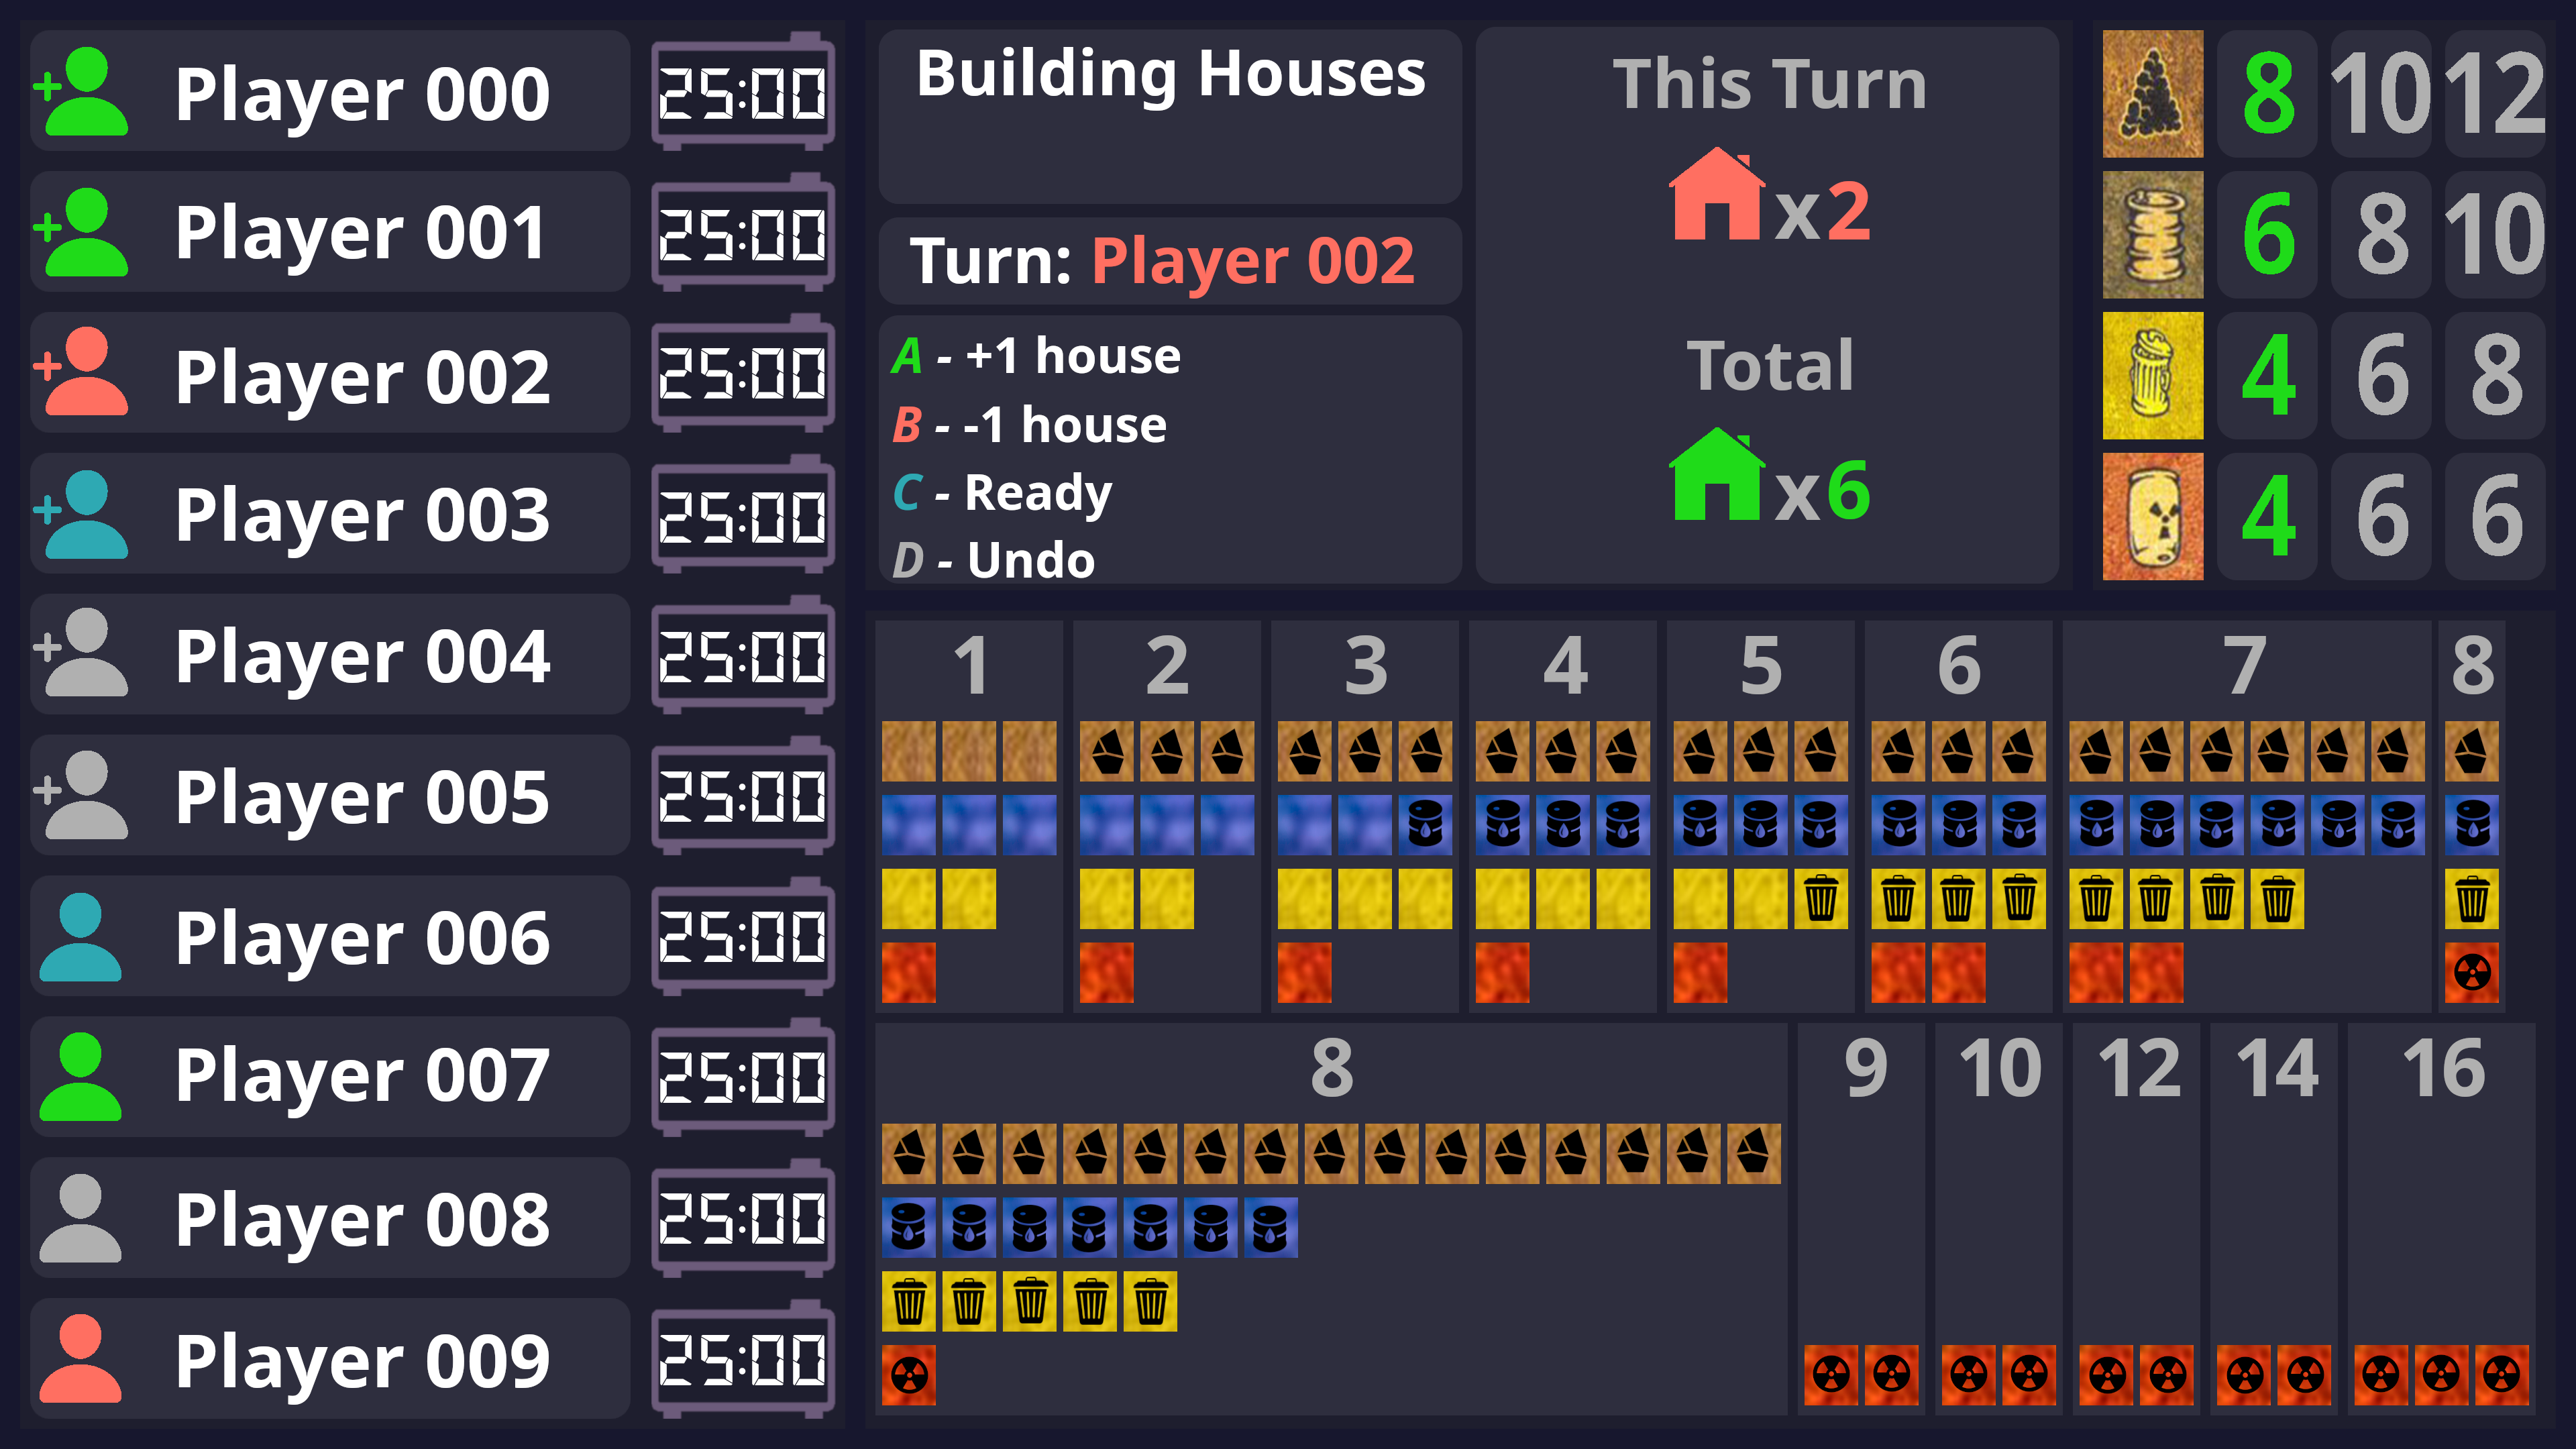 Player 000 25:00
Player 001 25:00
Player 002 25:00
Player 003 25:00
Player 004 25:00
Player 005 25:00
Player 006 25:00
Player 007 25:00
Player 008 25:00
Player 009 25:00
Building Houses
Turn: Player 002
A - +1 house
B - -1 house
C - Ready
D - Undo
This Turn
x2
Total
x6
8 10 12
6 8 10
4 6 8
4 6 6
1 2 3 4 5 6 7 8
8 9 10 12 14 16